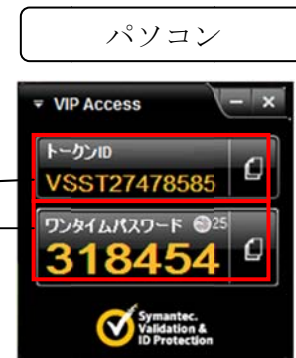 パソコン
VIP Access
トークンID
VSST27478585
ワンタイムパスワード 25
318454
Symantec.
Validation &
ID Protection